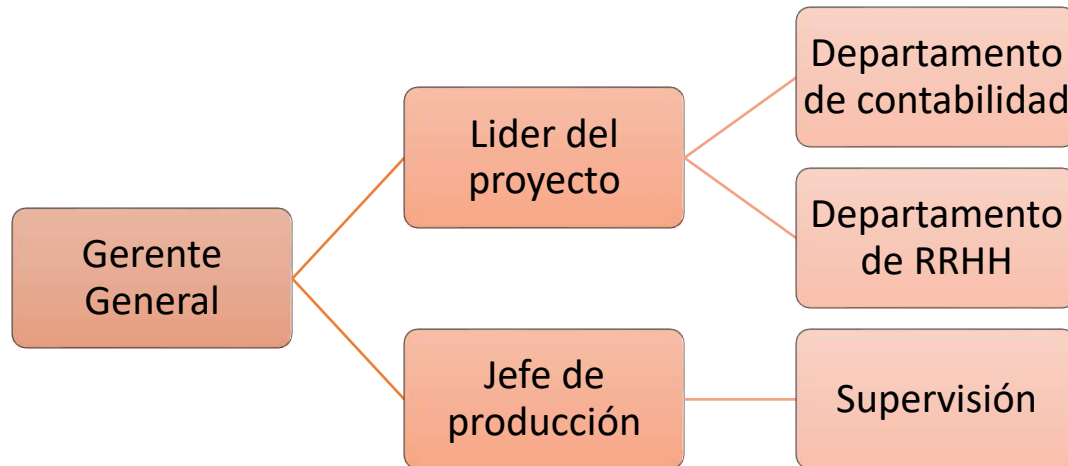 Gerente
General
Lider del
proyecto
Departamento
de contabilidad
Departamento
de RRHH
Jefe de
producción
Supervisión